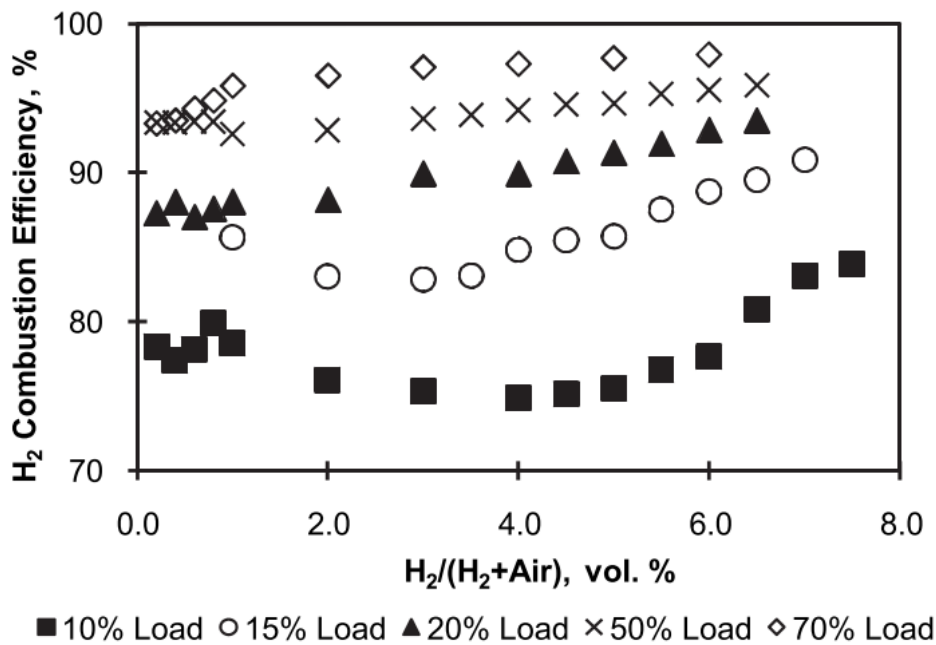 H₂ Combustion Efficiency, %
100
90
80
70
0.0 2.0 4.0 6.0 8.0
H₂/(H₂+Air), vol. %
10% Load 15% Load 20% Load 50% Load 70% Load